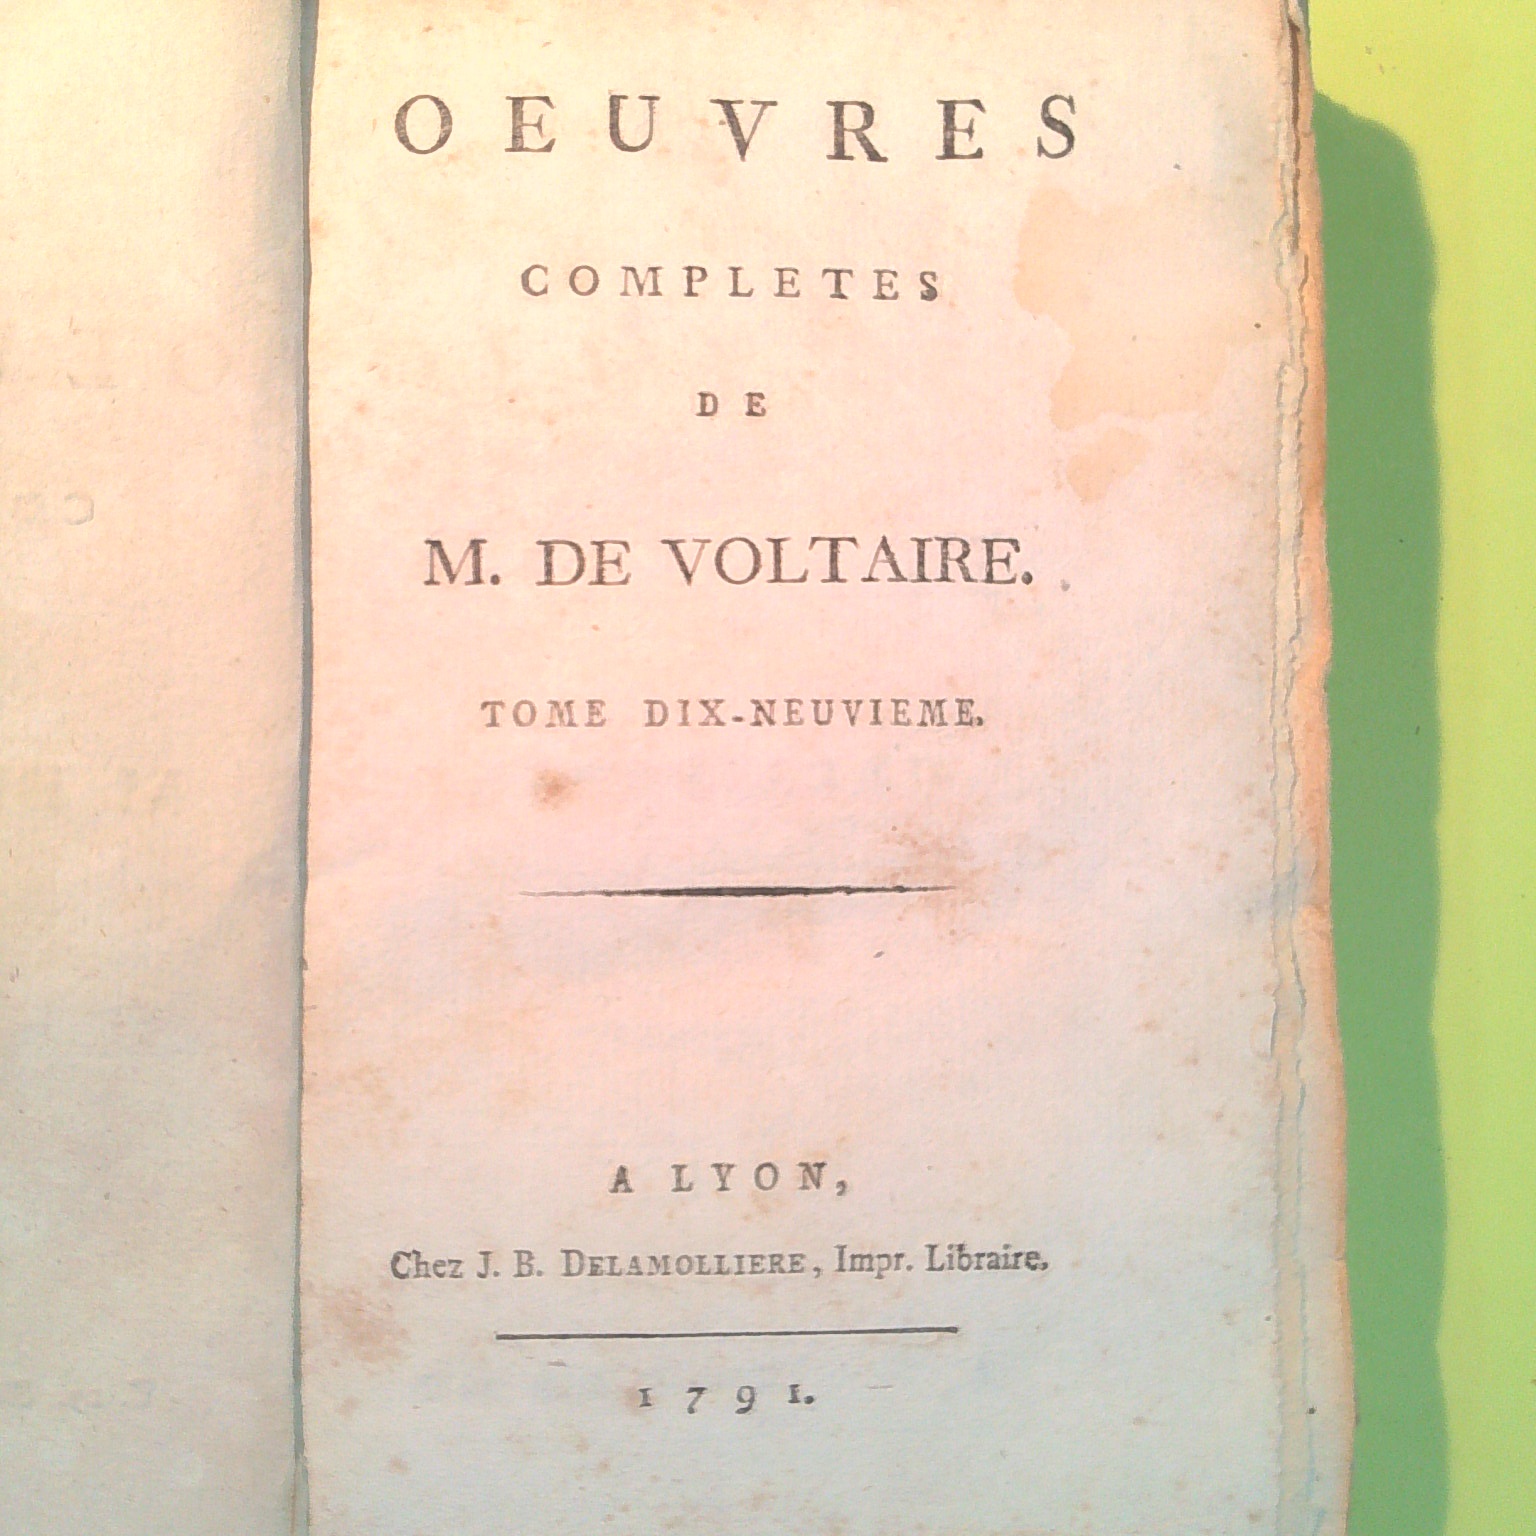 OEUVRES
COMPLETES
DE
M. DE VOLTAIRE.
TOME DIX-NEUVIEME.
A LYON,
Chez J. B. DELAMOLLIERE, Impr. Libraire.
1791.